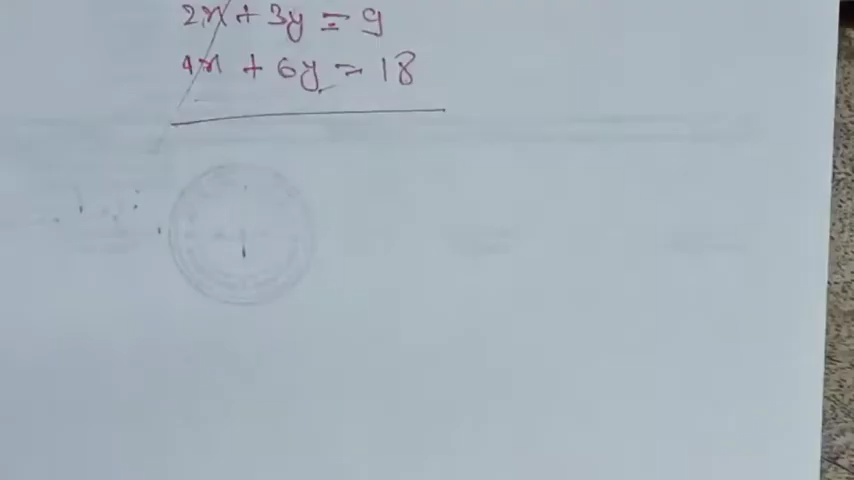 2x + 3y = 9
4x + 6y = 18